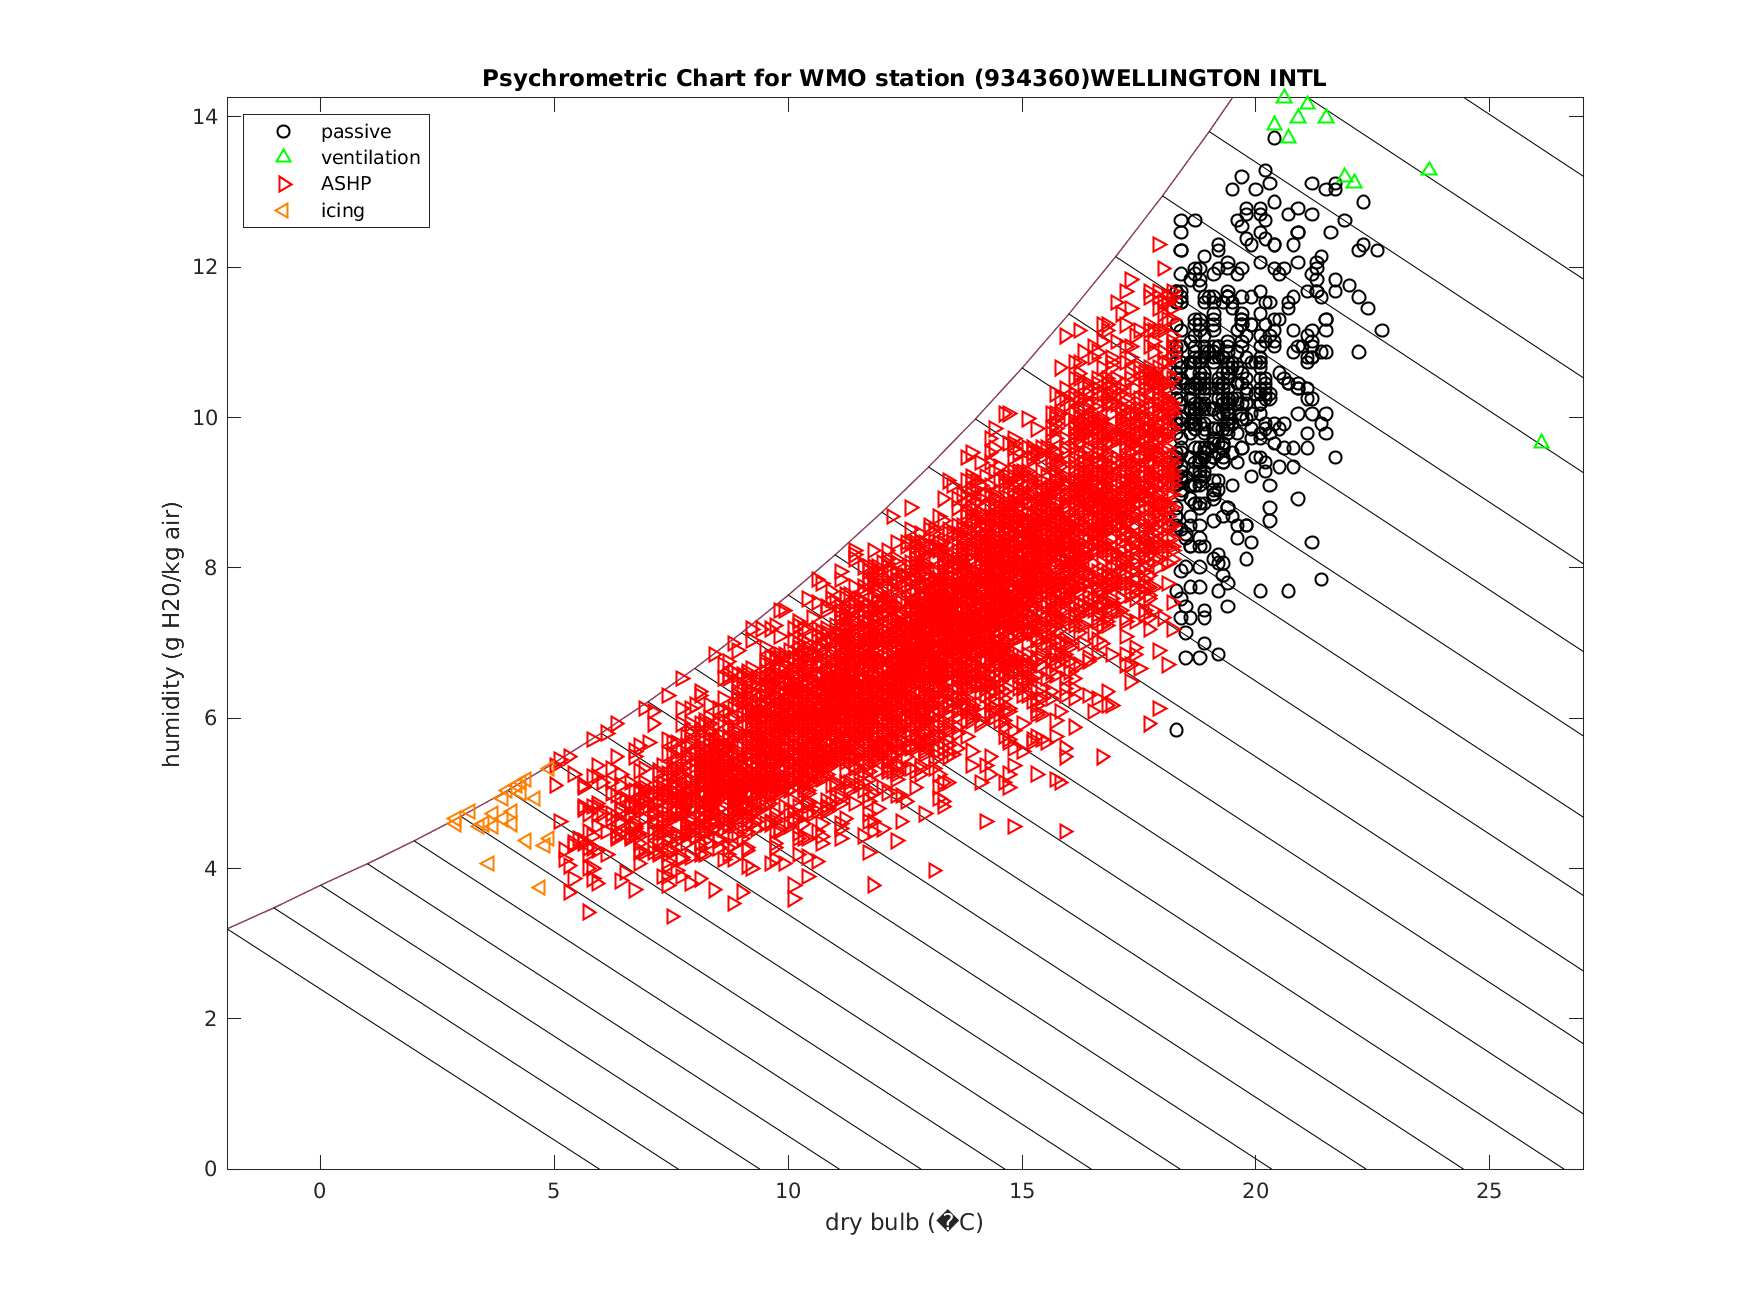 Psychrometric Chart for WMO station (934360)WELLINGTON INTL
passive
ventilation
ASHP
icing
14
12
10
8
6
4
2
0
humidity (g H20/kg air)
0 5 10 15 20 25
dry bulb (�C)